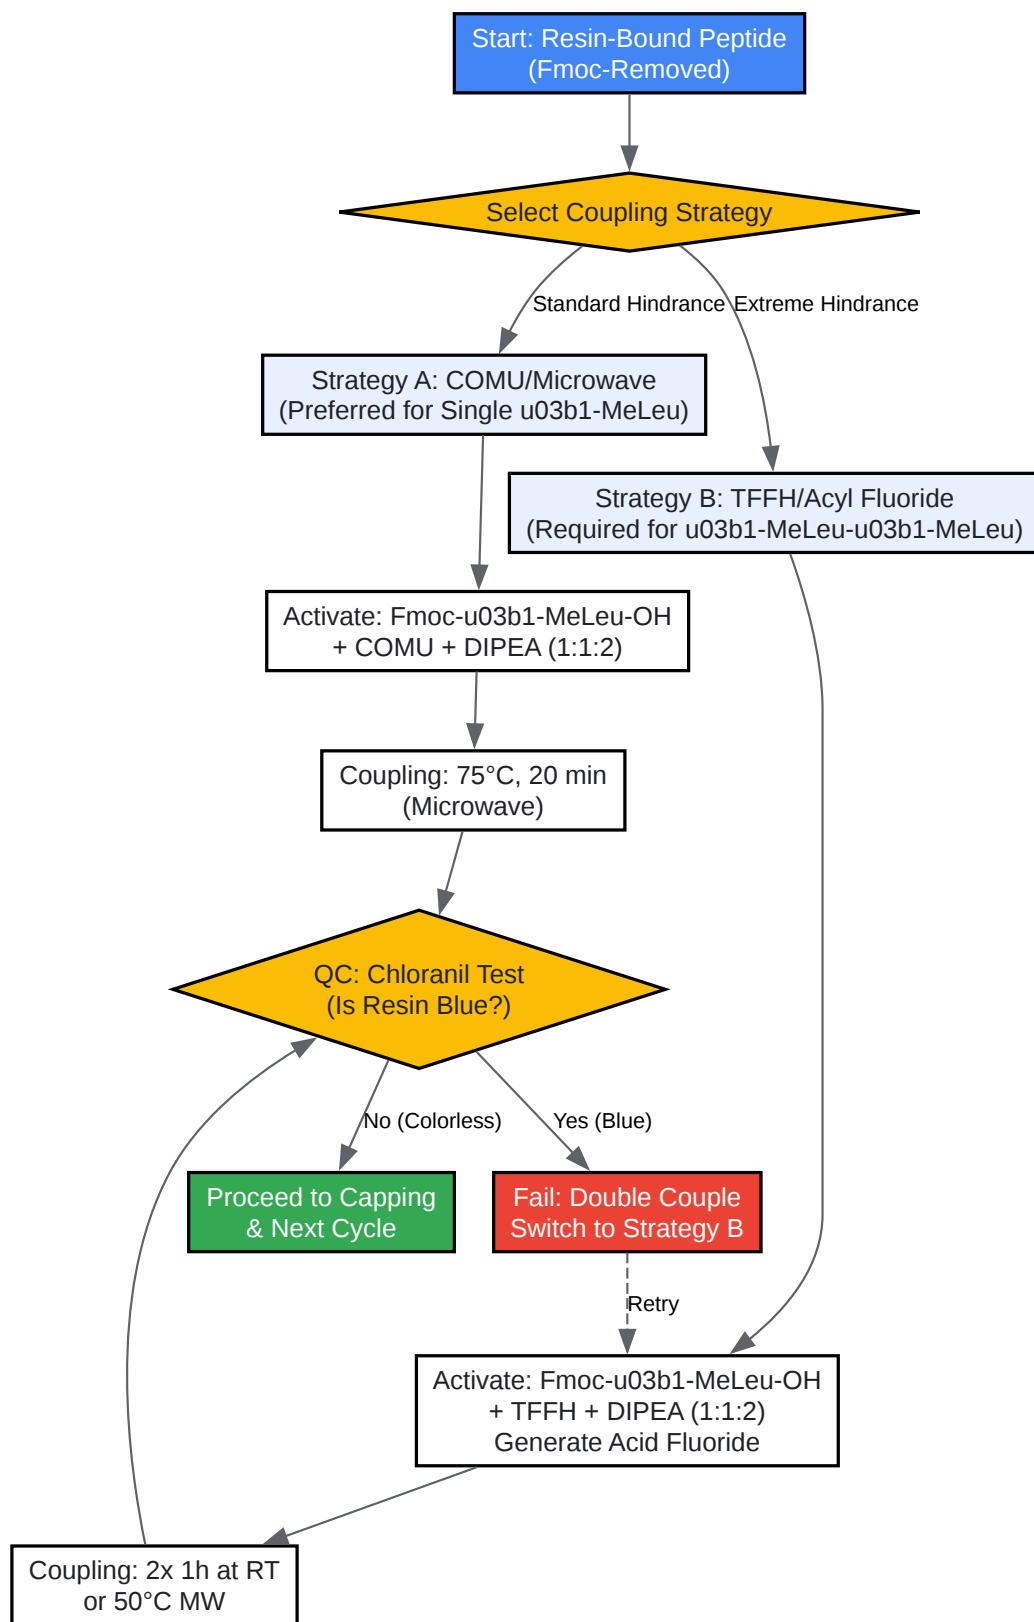 Start: Resin-Bound Peptide
(Fmoc-Removed)
Select Coupling Strategy
Standard Hindrance
Extreme Hindrance
Strategy A: COMU/Microwave
(Preferred for Single u03b1-MeLeu)
Strategy B: TFFH/Acyl Fluoride
(Required for u03b1-MeLeu-u03b1-MeLeu)
Activate: Fmoc-u03b1-MeLeu-OH
+ COMU + DIPEA (1:1:2)
Coupling: 75°C, 20 min
(Microwave)
QC: Chloranil Test
(Is Resin Blue?)
No (Colorless)
Yes (Blue)
Proceed to Capping
& Next Cycle
Fail: Double Couple
Switch to Strategy B
Retry
Activate: Fmoc-u03b1-MeLeu-OH
+ TFFH + DIPEA (1:1:2)
Generate Acid Fluoride
Coupling: 2x 1h at RT
or 50°C MW